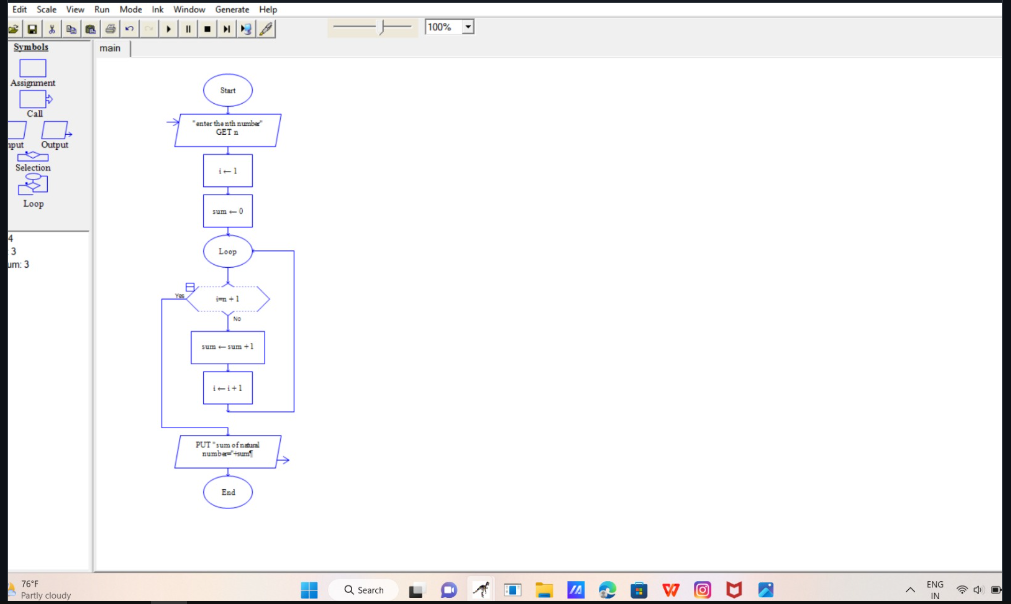 Edit Scale View Run Mode Ink Window Generate Help
100%
Symbols
main
Assignment
Call
Output
Selection
Loop
4
3
um: 3
Start
"enter the nth number"
GET n
i ← 1
sum ← 0
Loop
Yes
i=n + 1
No
sum ← sum + 1
i ← i + 1
PUT "sum of natural
number="+sum¶
End
76°F
Partly cloudy
Search
ENG
IN